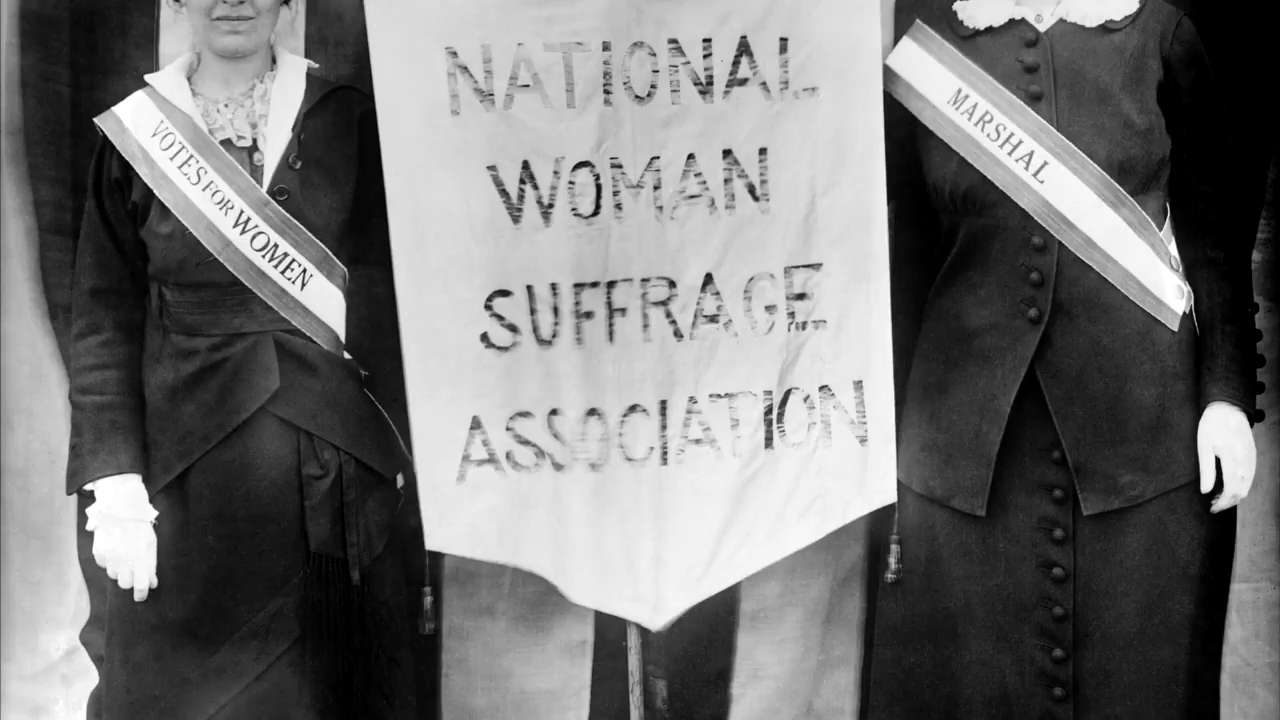 VOTES FOR WOMEN
NATIONAL
WOMAN
SUFFRAGE
ASSOCIATION
MARSHAL